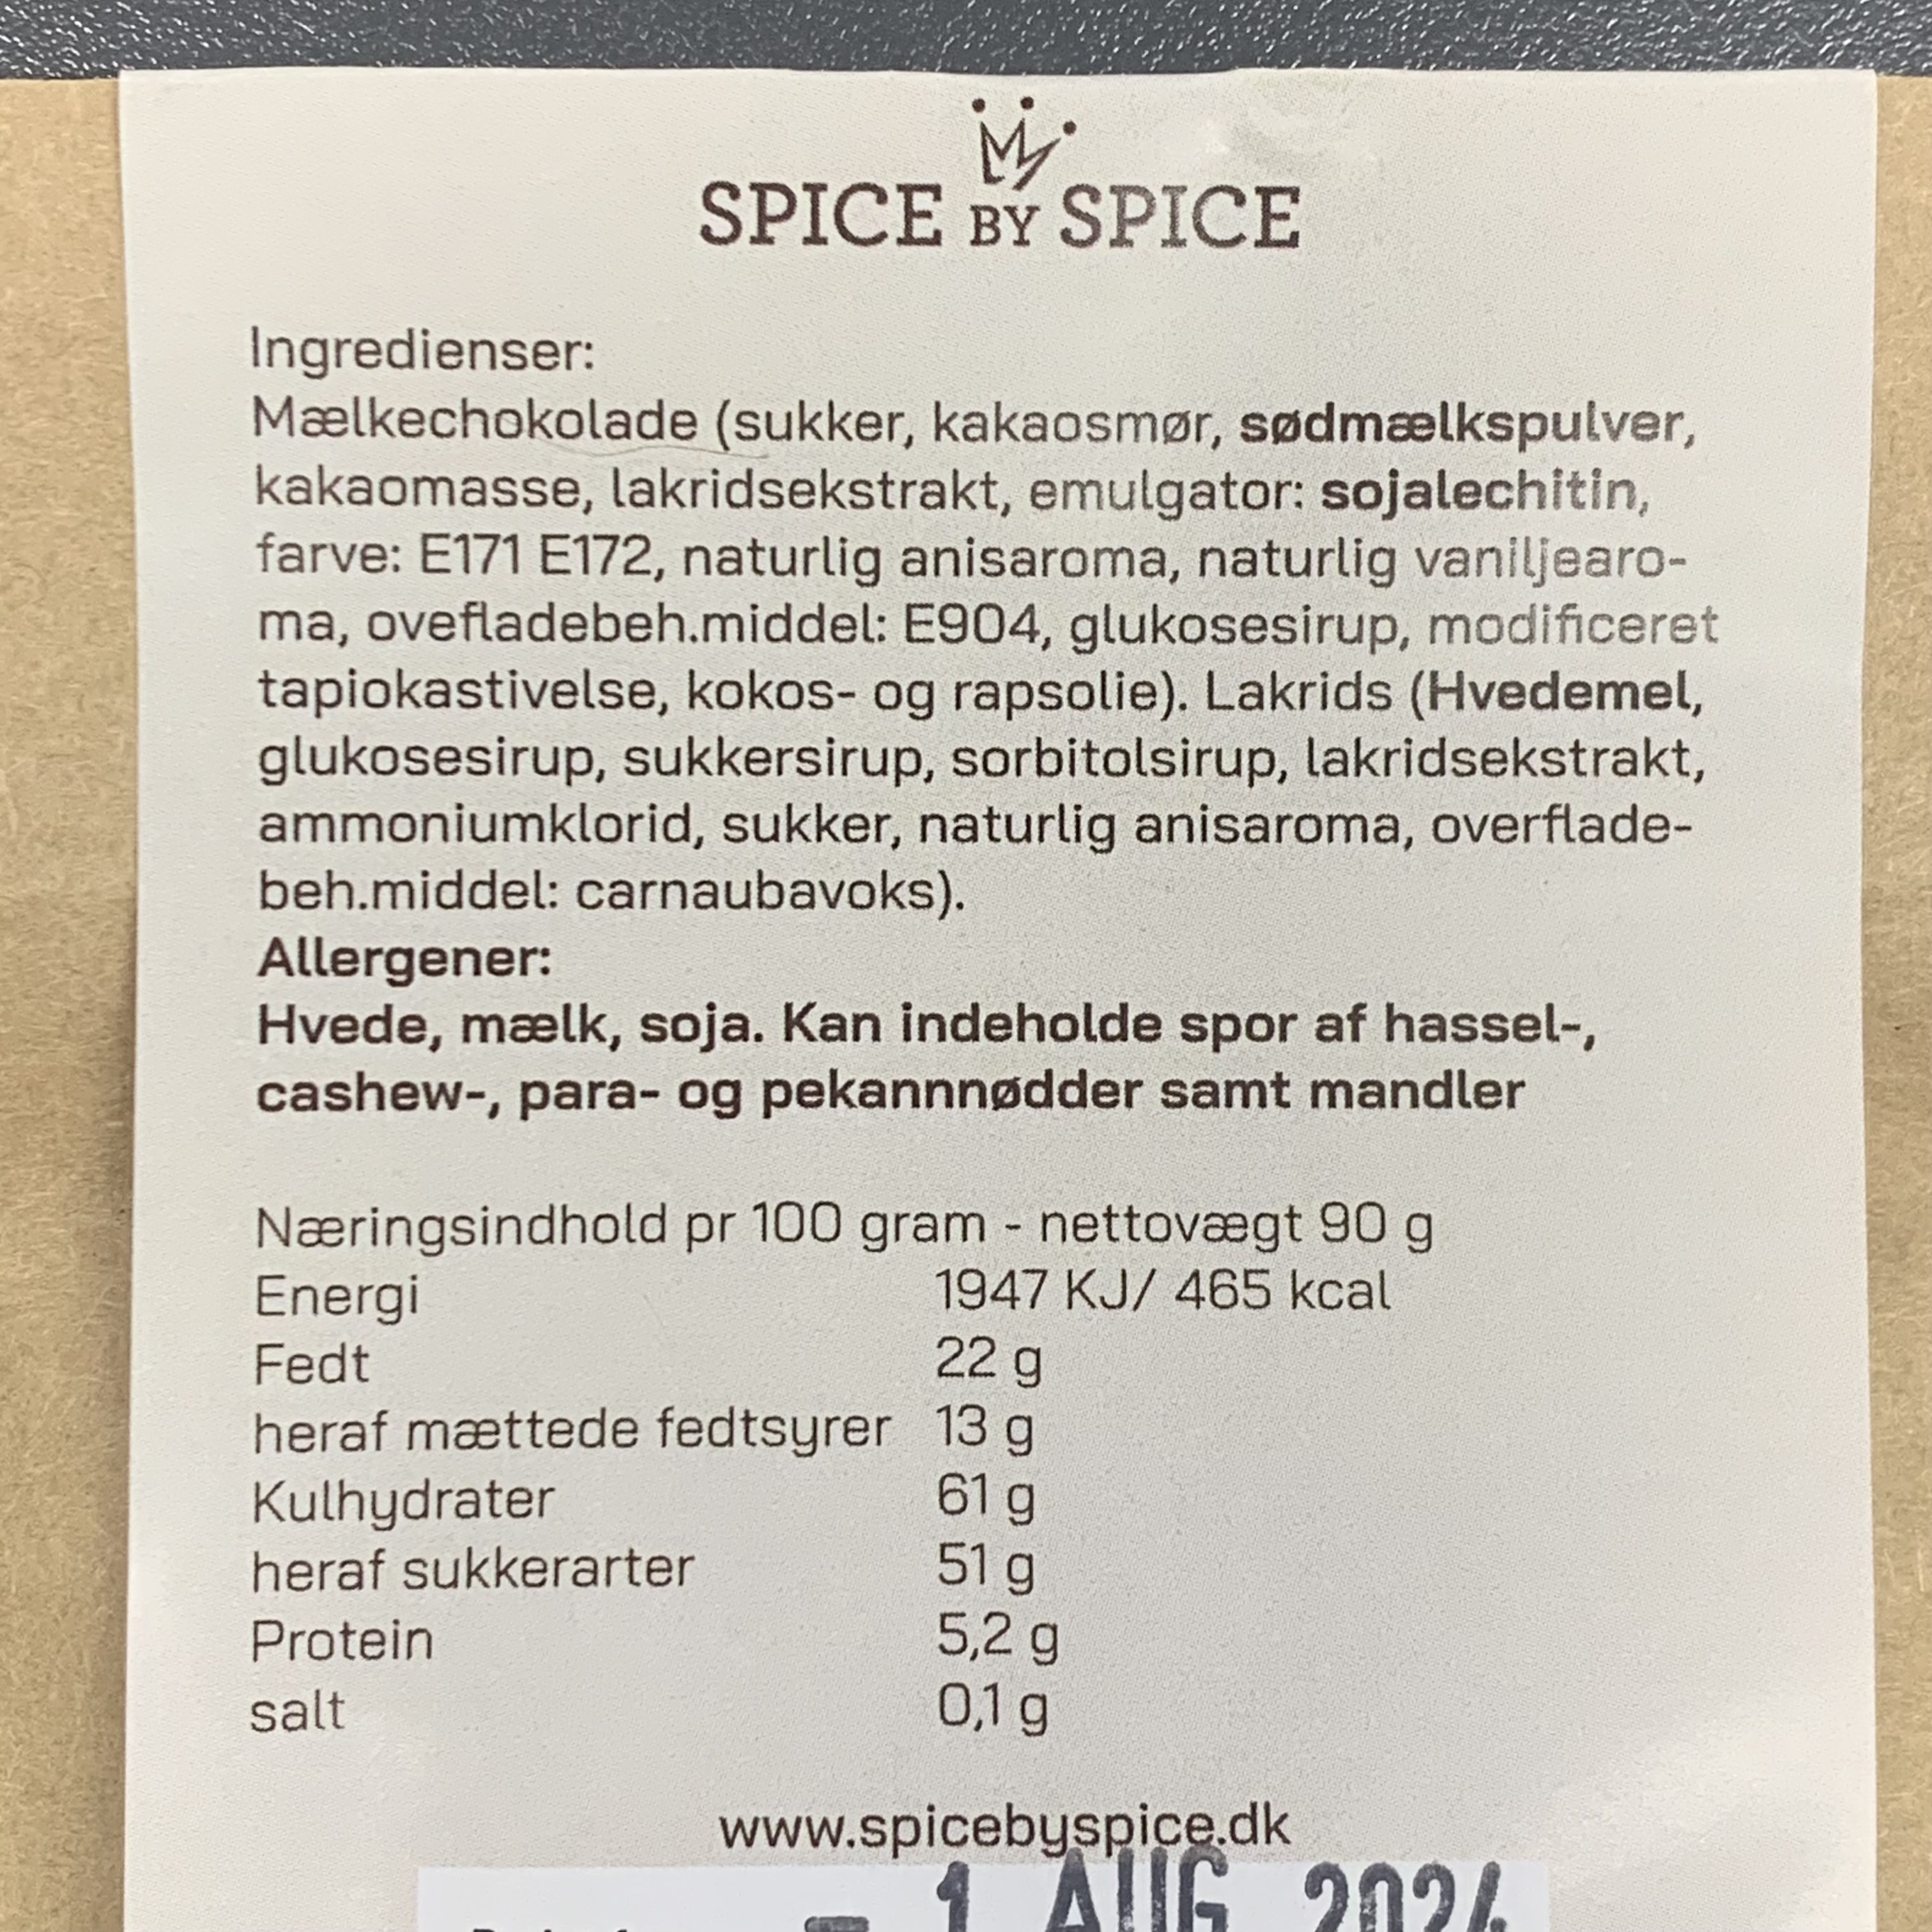 SPICE BY SPICE
Ingredienser:
Mælkechokolade (sukker, kakaosmør, sødmælkspulver,
kakaomasse, lakridsekstrakt, emulgator: sojalechitin,
farve: E171 E172, naturlig anisaroma, naturlig vaniljearo-
ma, ovefladebeh.middel: E904, glukosesirup, modificeret
tapiokastivelse, kokos- og rapsolie). Lakrids (Hvedemel,
glukosesirup, sukkersirup, sorbitolsirup, lakridsekstrakt,
ammoniumklorid, sukker, naturlig anisaroma, overflade-
beh.middel: carnaubavoks).
Allergener:
Hvede, mælk, soja. Kan indeholde spor af hassel-,
cashew-, para- og pekannnødder samt mandler
Næringsindhold pr 100 gram - nettovægt 90 g
Energi 1947 KJ/ 465 kcal
Fedt 22 g
heraf mættede fedtsyrer 13 g
Kulhydrater 61 g
heraf sukkerarter 51 g
Protein 5,2 g
salt 0,1 g
www.spicebyspice.dk
- 1 AUG 2024